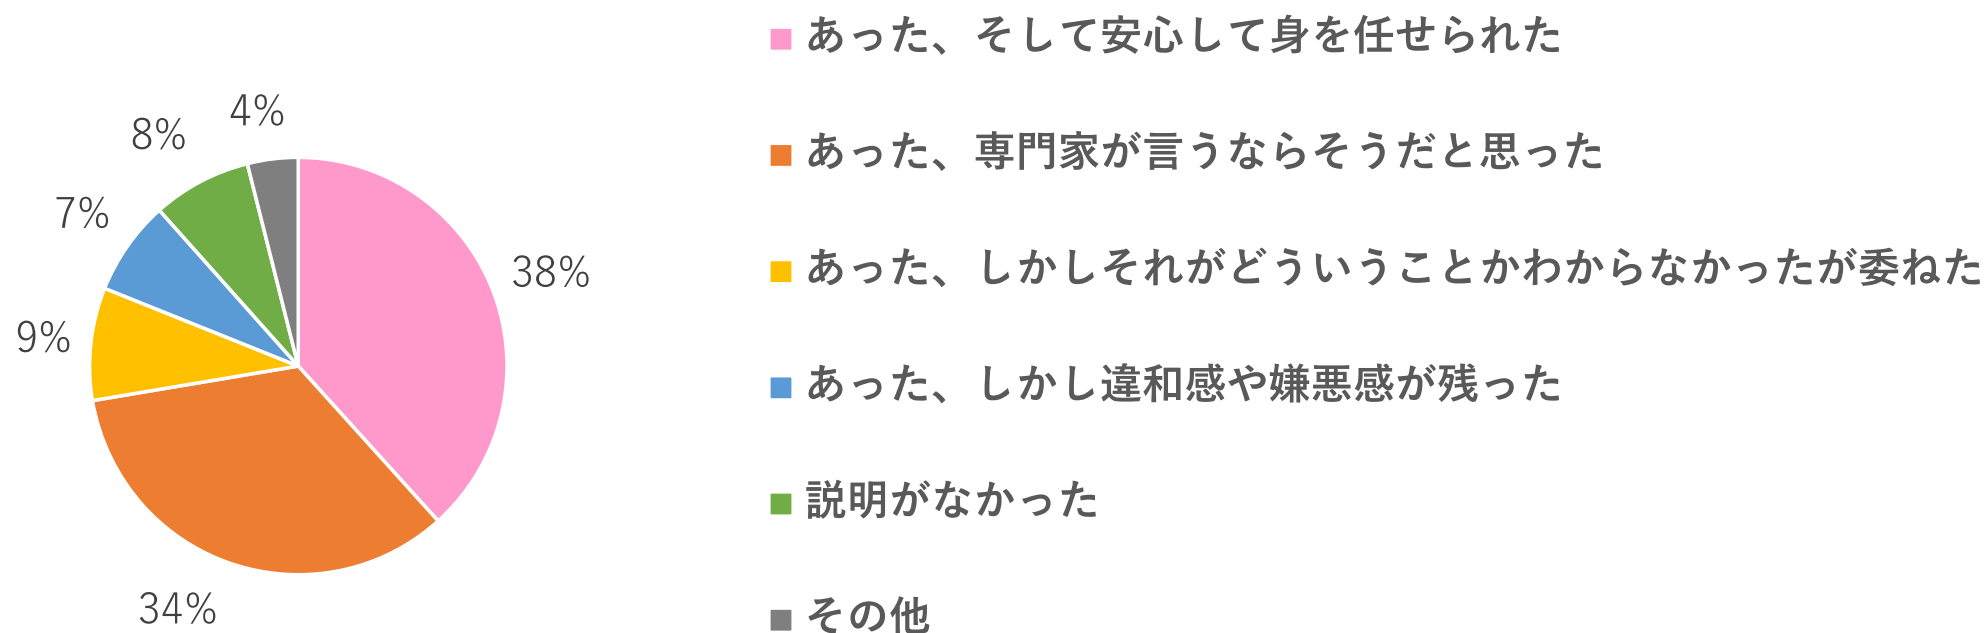 4%
8%
7%
38%
9%
34%
あった、そして安心して身を任せられた
あった、専門家が言うならそうだと思った
あった、しかしそれがどういうことかわからなかったが委ねた
あった、しかし違和感や嫌悪感が残った
説明がなかった
その他